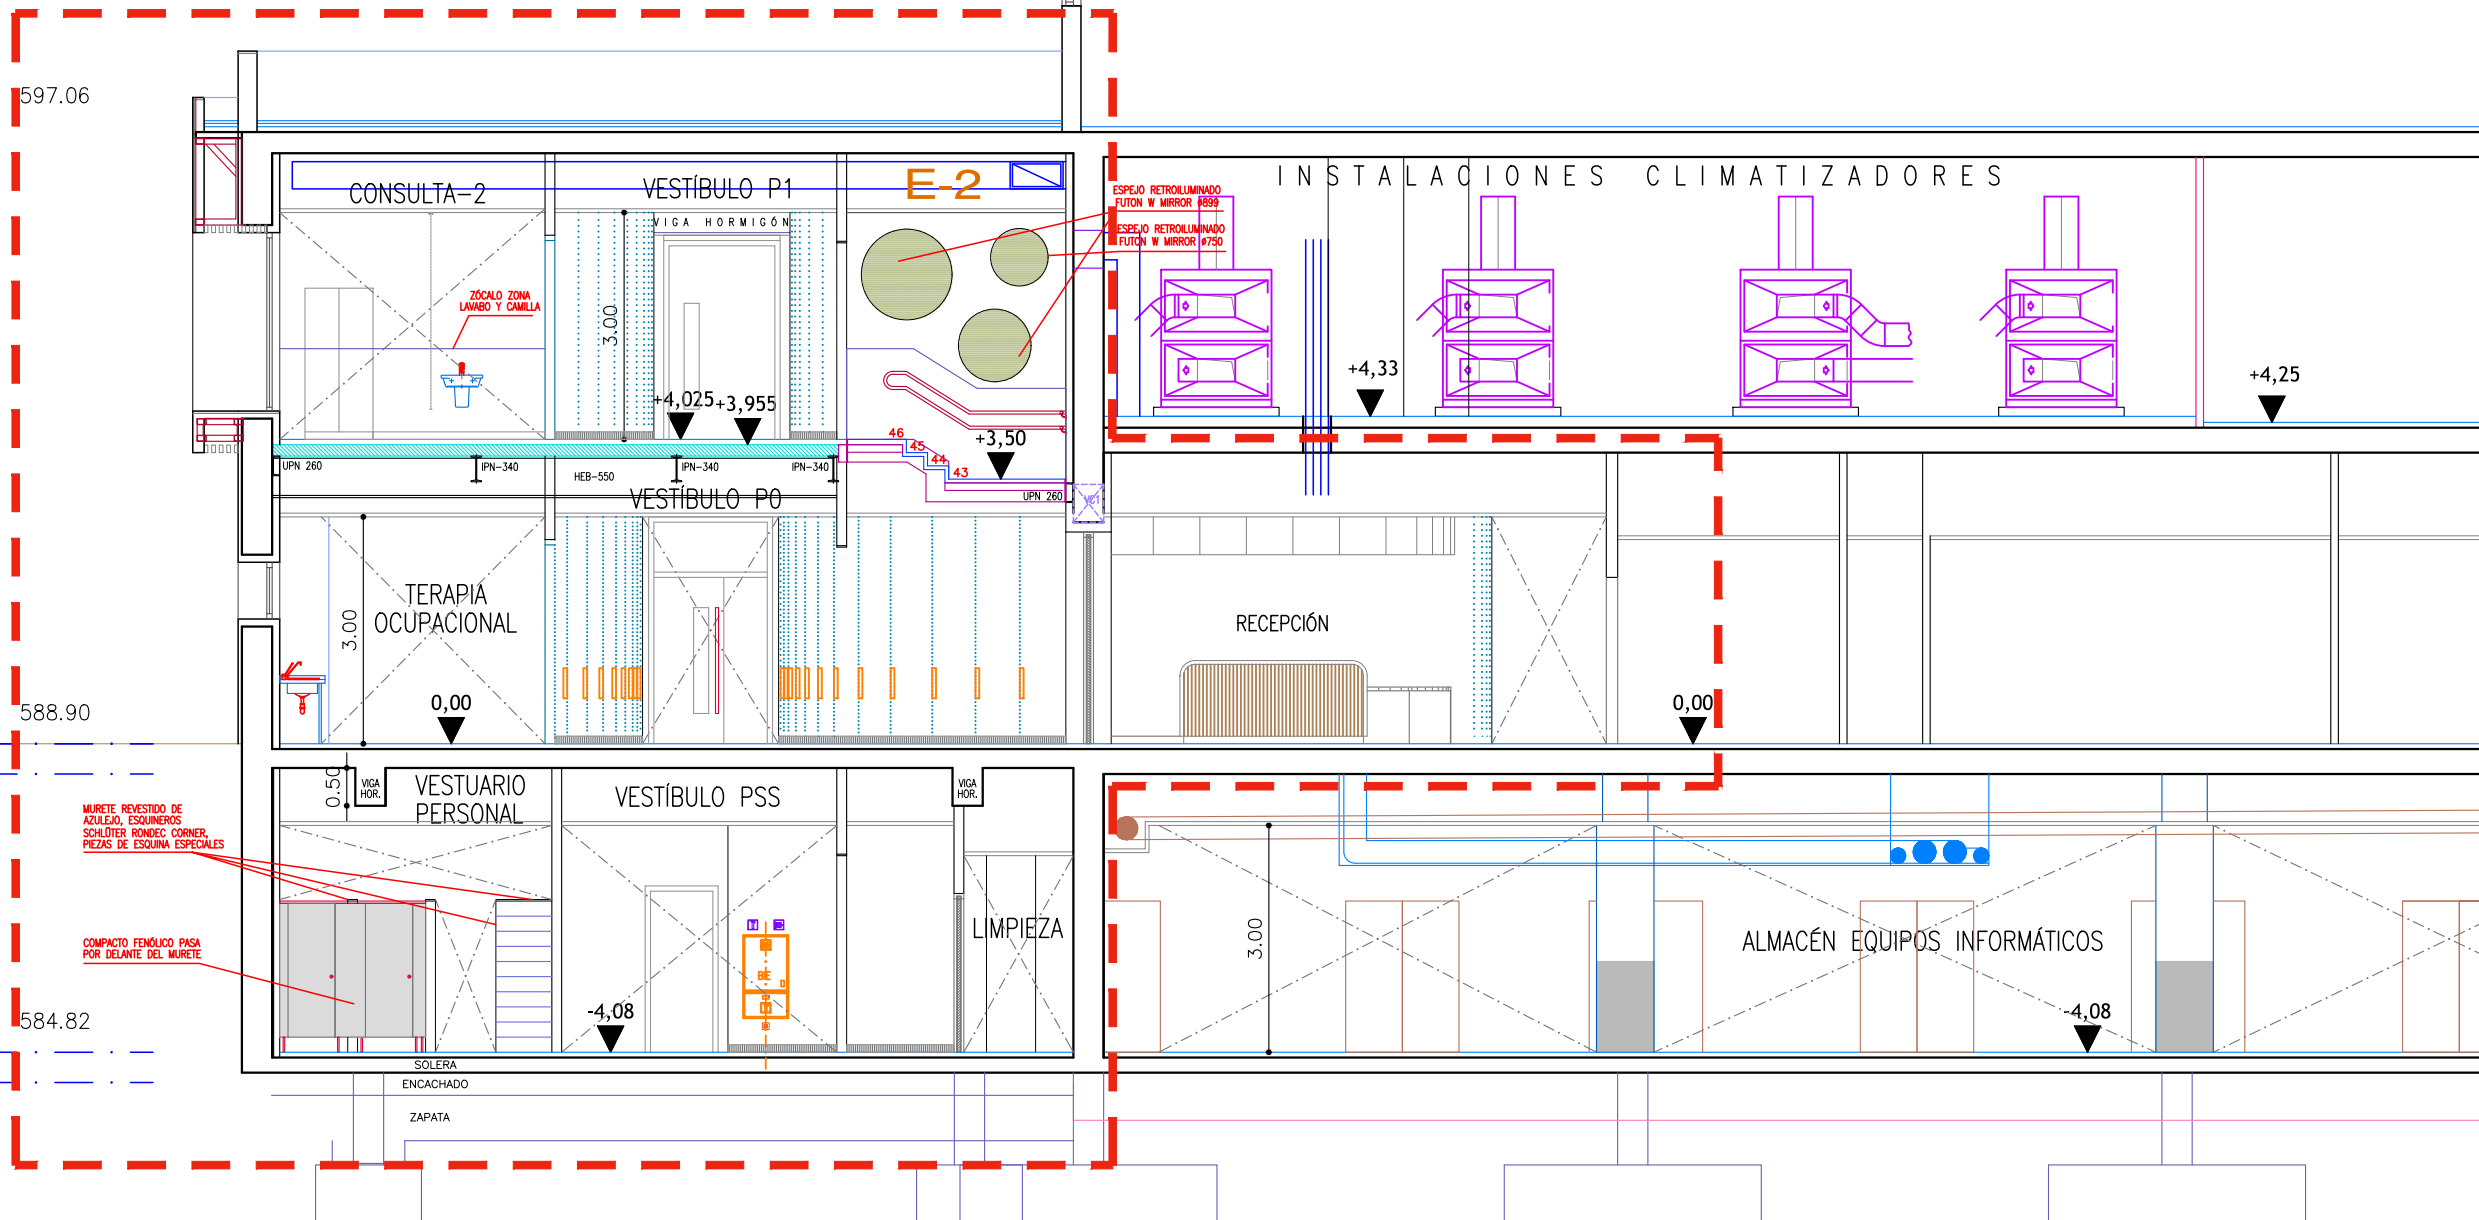 597.06
CONSULTA-2
VESTÍBULO P1
E-2
INSTALACIONES CLIMATIZADORES
VIGA HORMIGÓN
ESPEJO RETROILUMINADO
FUTON W MIRROR ø899
ESPEJO RETROILUMINADO
FUTON W MIRROR ø750
ZÓCALO ZONA
LAVABO Y CAMILLA
3.00
+4,025
+3,955
+4,33
+4,25
46
45
44
43
+3,50
UPN 260
IPN-340
HEB-550
IPN-340
IPN-340
UPN 260
VC1
VESTÍBULO P0
TERAPIA
OCUPACIONAL
3.00
RECEPCIÓN
588.90
0,00
0,00
0.50
VIGA
HOR.
VESTUARIO
PERSONAL
VESTÍBULO PSS
VIGA
HOR.
MURETE REVESTIDO DE
AZULEJO, ESQUINEROS
SCHLÜTER RONDEC CORNER,
PIEZAS DE ESQUINA ESPECIALES
COMPACTO FENÓLICO PASA
POR DELANTE DEL MURETE
LIMPIEZA
3.00
ALMACÉN EQUIPOS INFORMÁTICOS
BE
584.82
-4,08
-4,08
SOLERA
ENCACHADO
ZAPATA